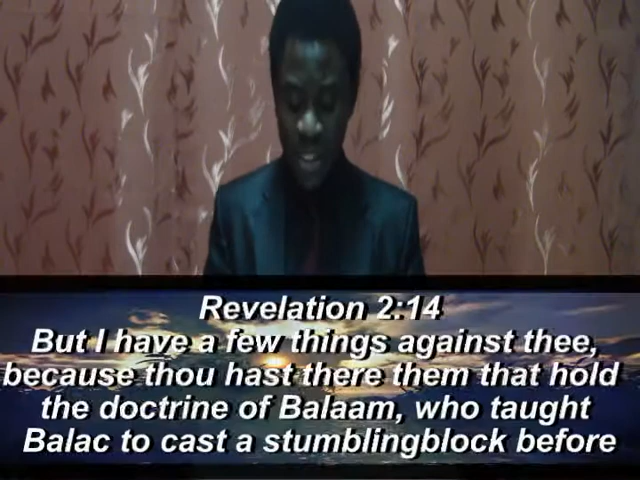 Revelation 2:14
But I have a few things against thee,
because thou hast there them that hold
the doctrine of Balaam, who taught
Balac to cast a stumblingblock before